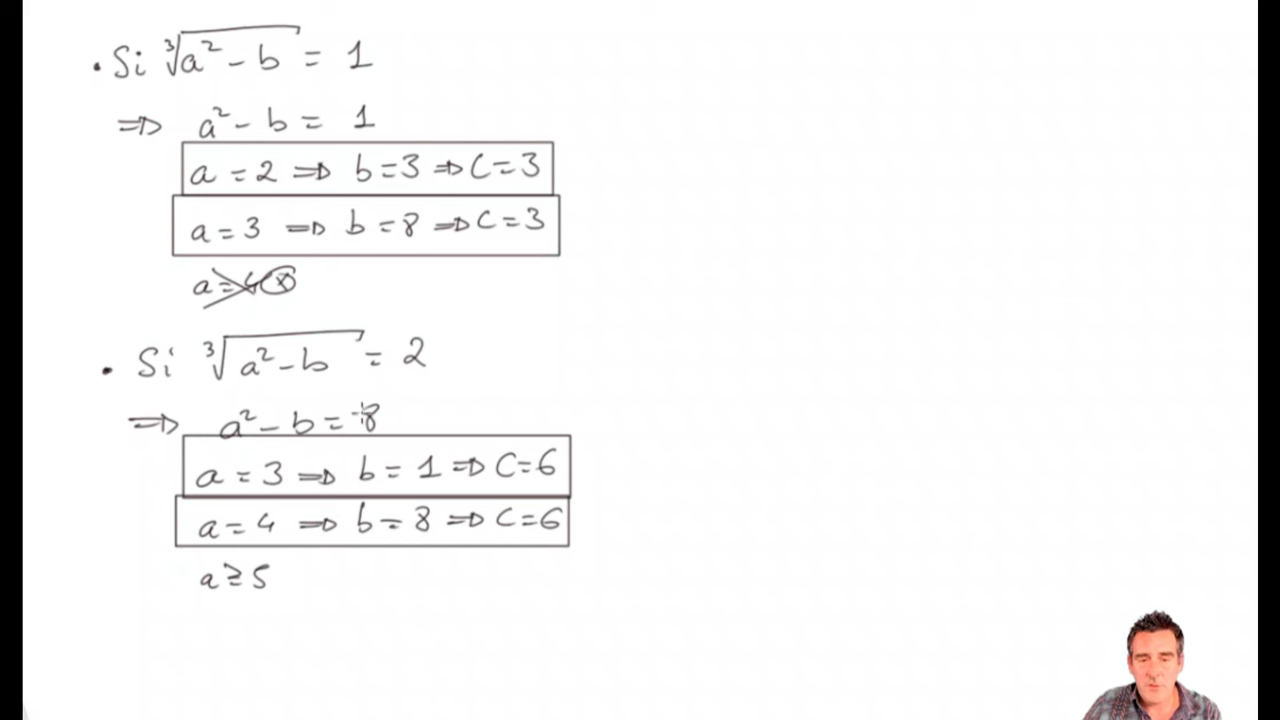 • Si ∛(a² - b) = 1
⇒ a² - b = 1
a = 2 ⇒ b = 3 ⇒ C = 3
a = 3 ⇒ b = 8 ⇒ C = 3
• Si ∛(a² - b) = 2
⇒ a² - b = 8
a = 3 ⇒ b = 1 ⇒ C = 6
a = 4 ⇒ b = 8 ⇒ C = 6
a ≥ 5